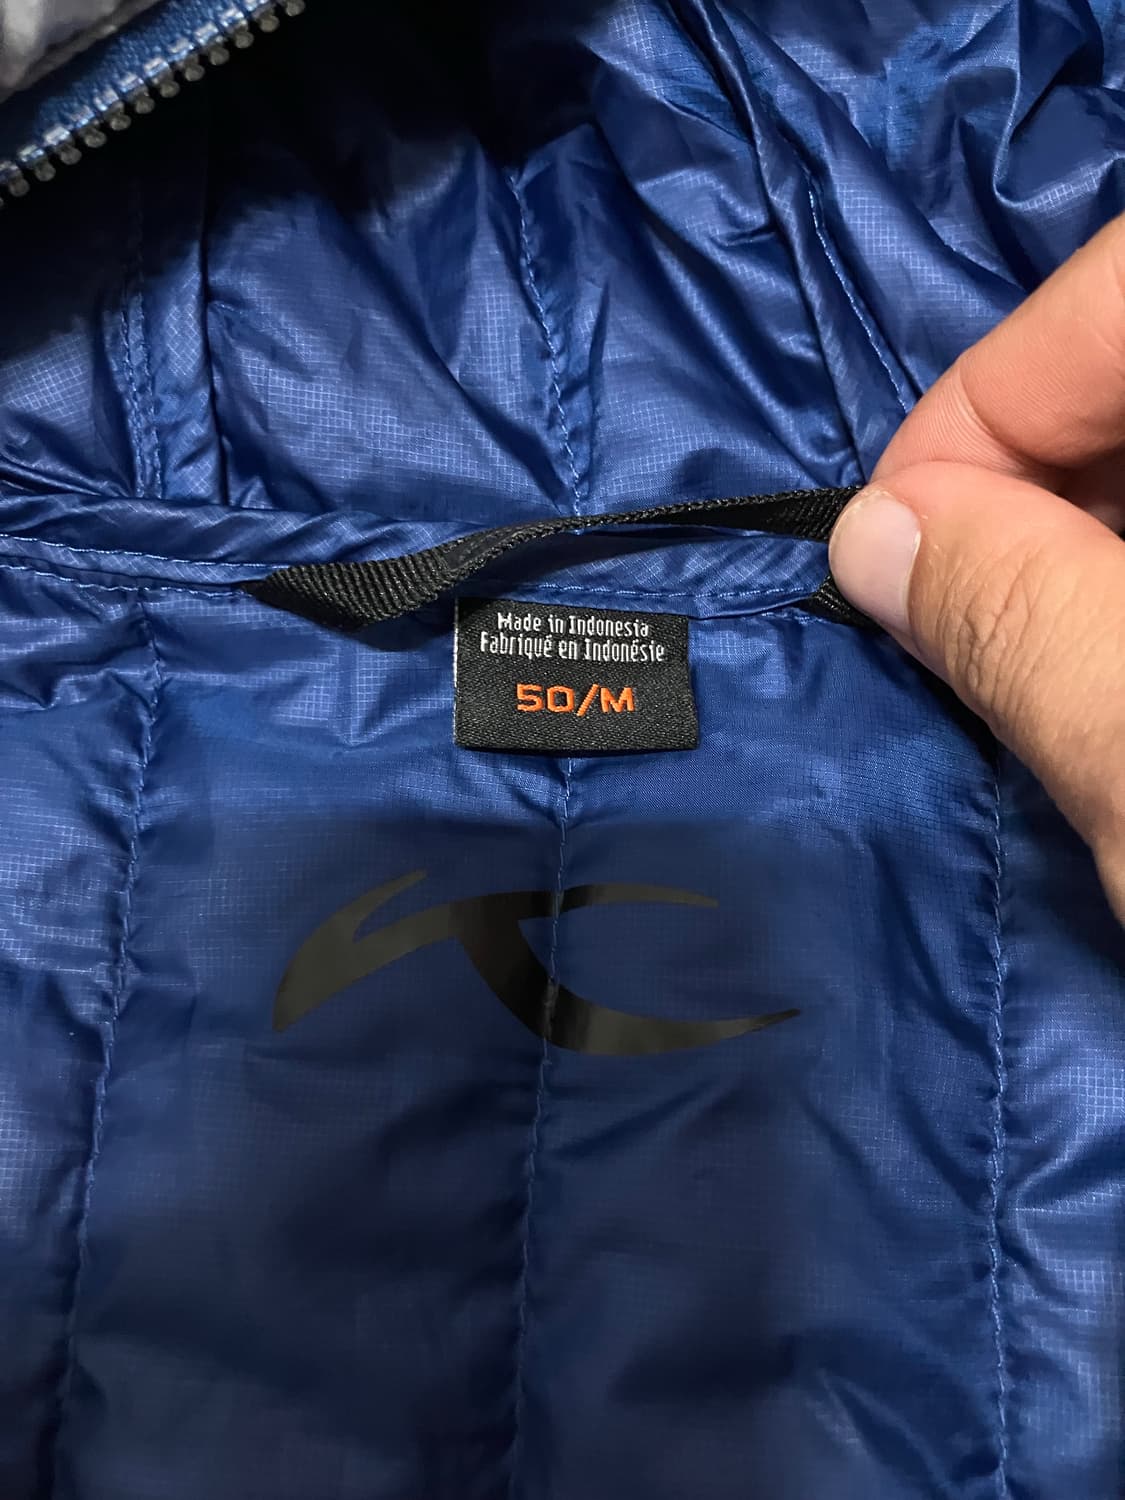 Made in Indonesia
Fabriqué en Indonésie
50/M